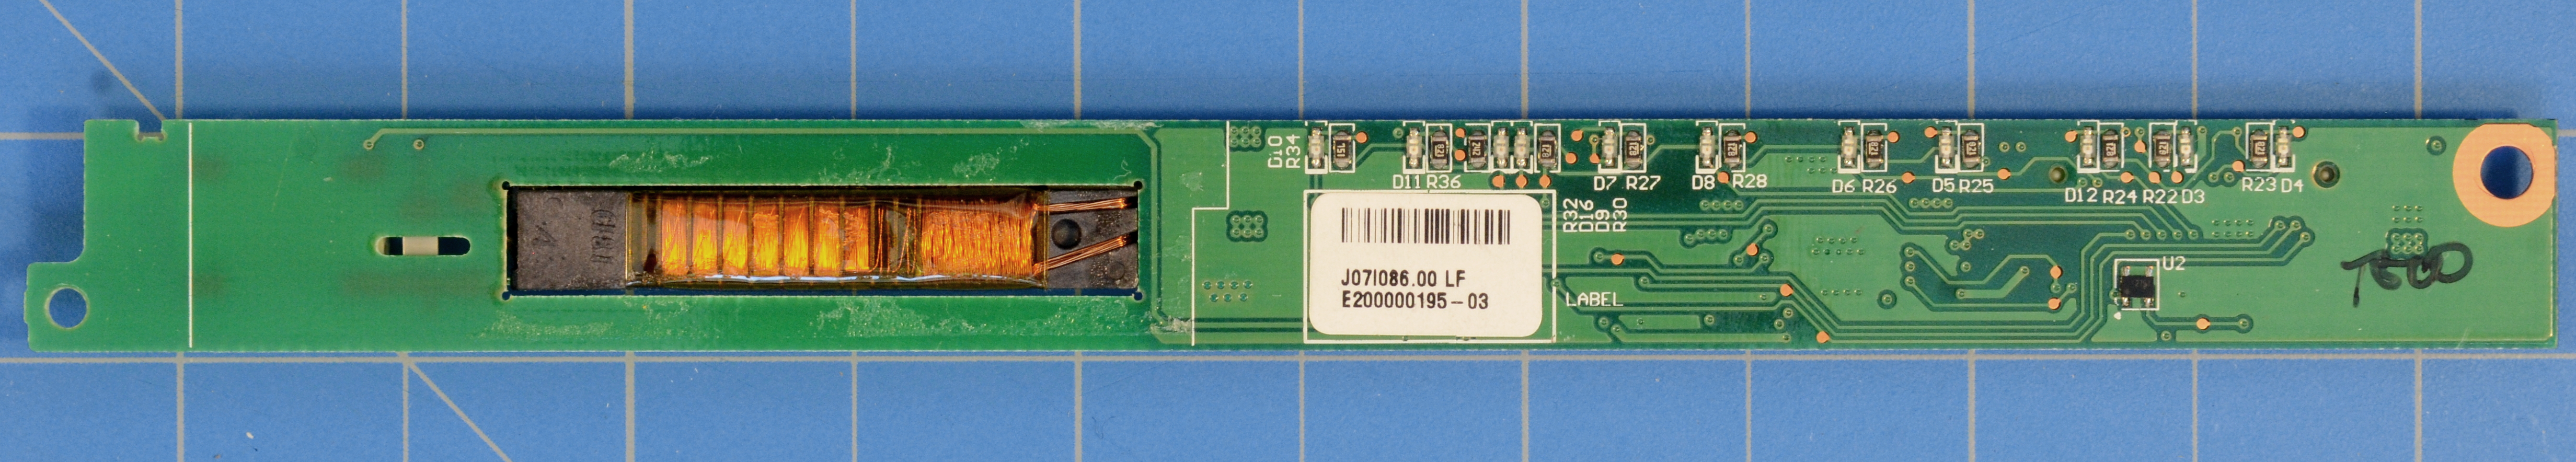 D10
R34
D11 R36
D7 R27
D8 R28
D6 R26
D5 R25
D12 R24 R22 D3
R23 D4
R32
D16
D9
R30
J07I086.00 LF
E200000195-03
LABEL
U2